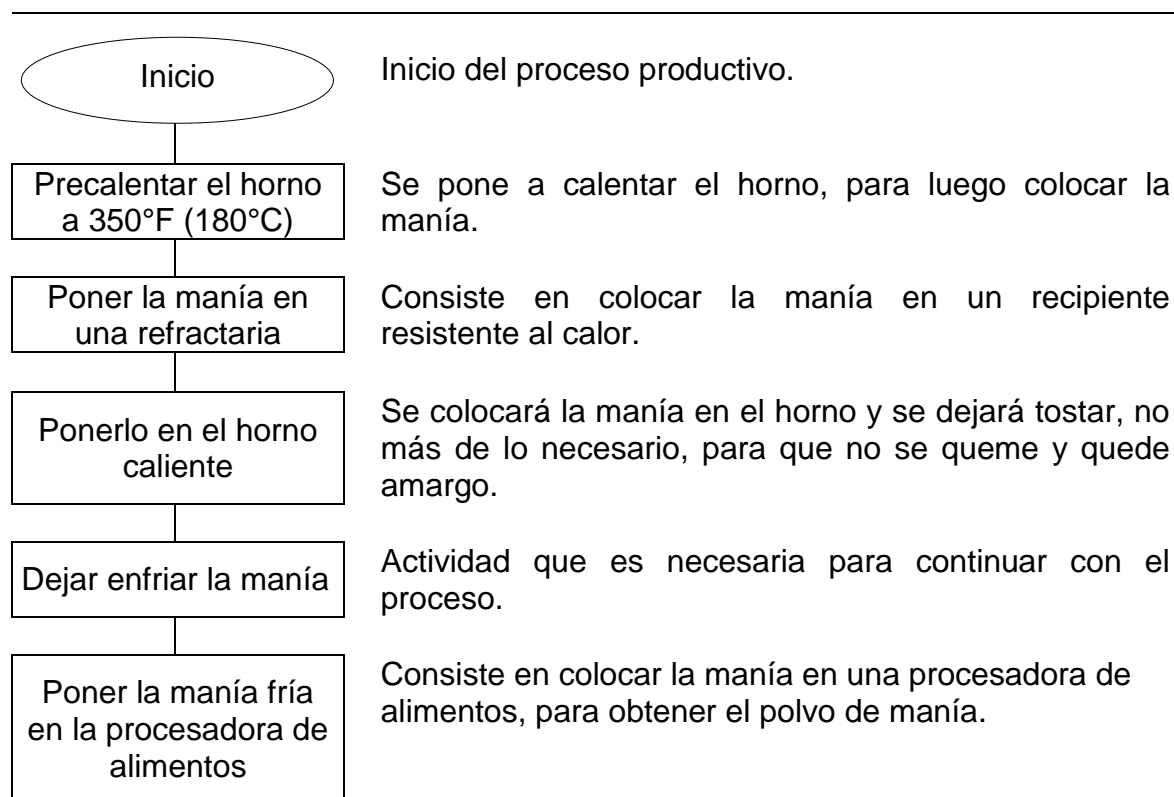 Inicio
Inicio del proceso productivo.
Precalentar el horno
a 350°F (180°C)
Se pone a calentar el horno, para luego colocar la
manía.
Poner la manía en
una refractaria
Consiste en colocar la manía en un recipiente
resistente al calor.
Ponerlo en el horno
caliente
Se colocará la manía en el horno y se dejará tostar, no
más de lo necesario, para que no se queme y quede
amargo.
Dejar enfriar la manía
Actividad que es necesaria para continuar con el
proceso.
Poner la manía fría
en la procesadora de
alimentos
Consiste en colocar la manía en una procesadora de
alimentos, para obtener el polvo de manía.